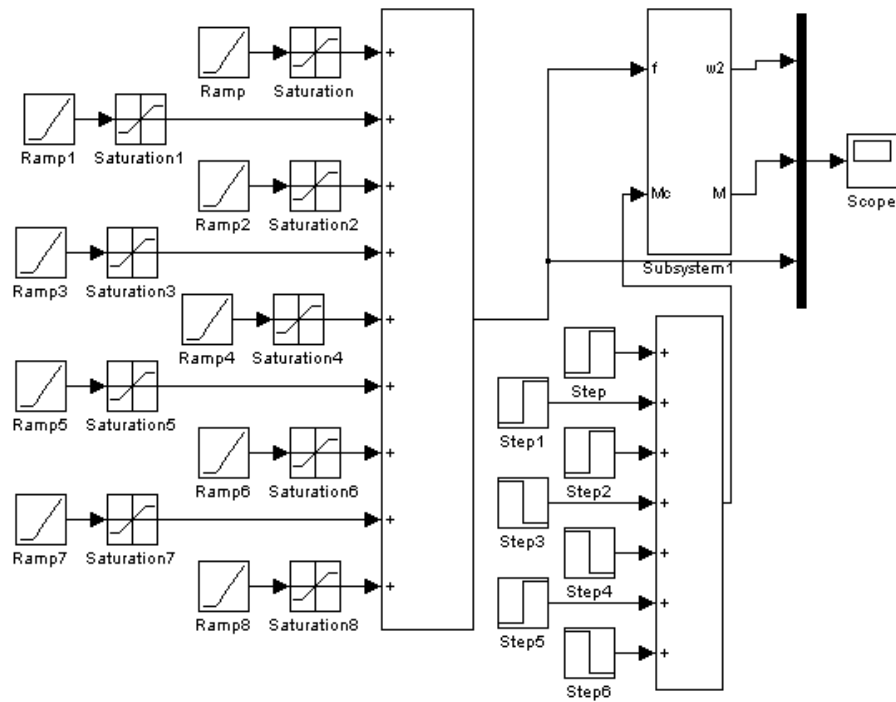 Ramp
Saturation
Ramp1
Saturation1
Ramp2
Saturation2
Ramp3
Saturation3
Ramp4
Saturation4
Ramp5
Saturation5
Ramp6
Saturation6
Ramp7
Saturation7
Ramp8
Saturation8
+
+
+
+
+
+
+
+
+
f
w2
Mc
M
Subsystem1
Scope
Step
Step1
Step2
Step3
Step4
Step5
Step6
+
+
+
+
+
+
+